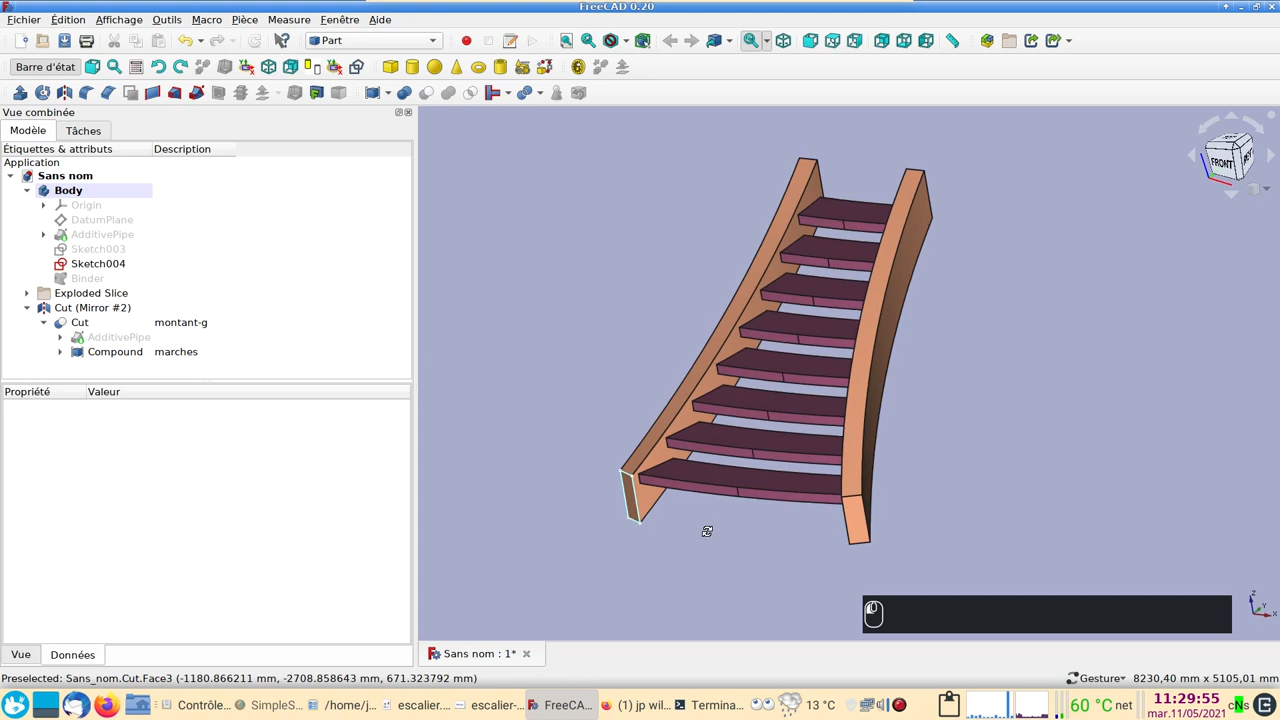 FreeCAD 0.20
Fichier Édition Affichage Outils Macro Pièce Measure Fenêtre Aide
Part
Barre d'état
Vue combinée
Modèle Tâches
Étiquettes & attributs Description
Application
Sans nom
Body
Origin
DatumPlane
AdditivePipe
Sketch003
Sketch004
Binder
Exploded Slice
Cut (Mirror #2)
Cut montant-g
AdditivePipe
Compound marches
Propriété Valeur
FRONT
Z
Y
X
Vue Données
Sans nom : 1*
Preselected: Sans_nom.Cut.Face3 (-1180.866211 mm, -2708.858643 mm, 671.323792 mm)
Gesture 8230,40 mm x 5105,01 mm
Contrôle... SimpleS... /home/j... escalier.... escalier-... FreeCA... (1) jp wil... Termina... 13 °C 60 °C net
11:29:55
mar.11/05/2021
cNs